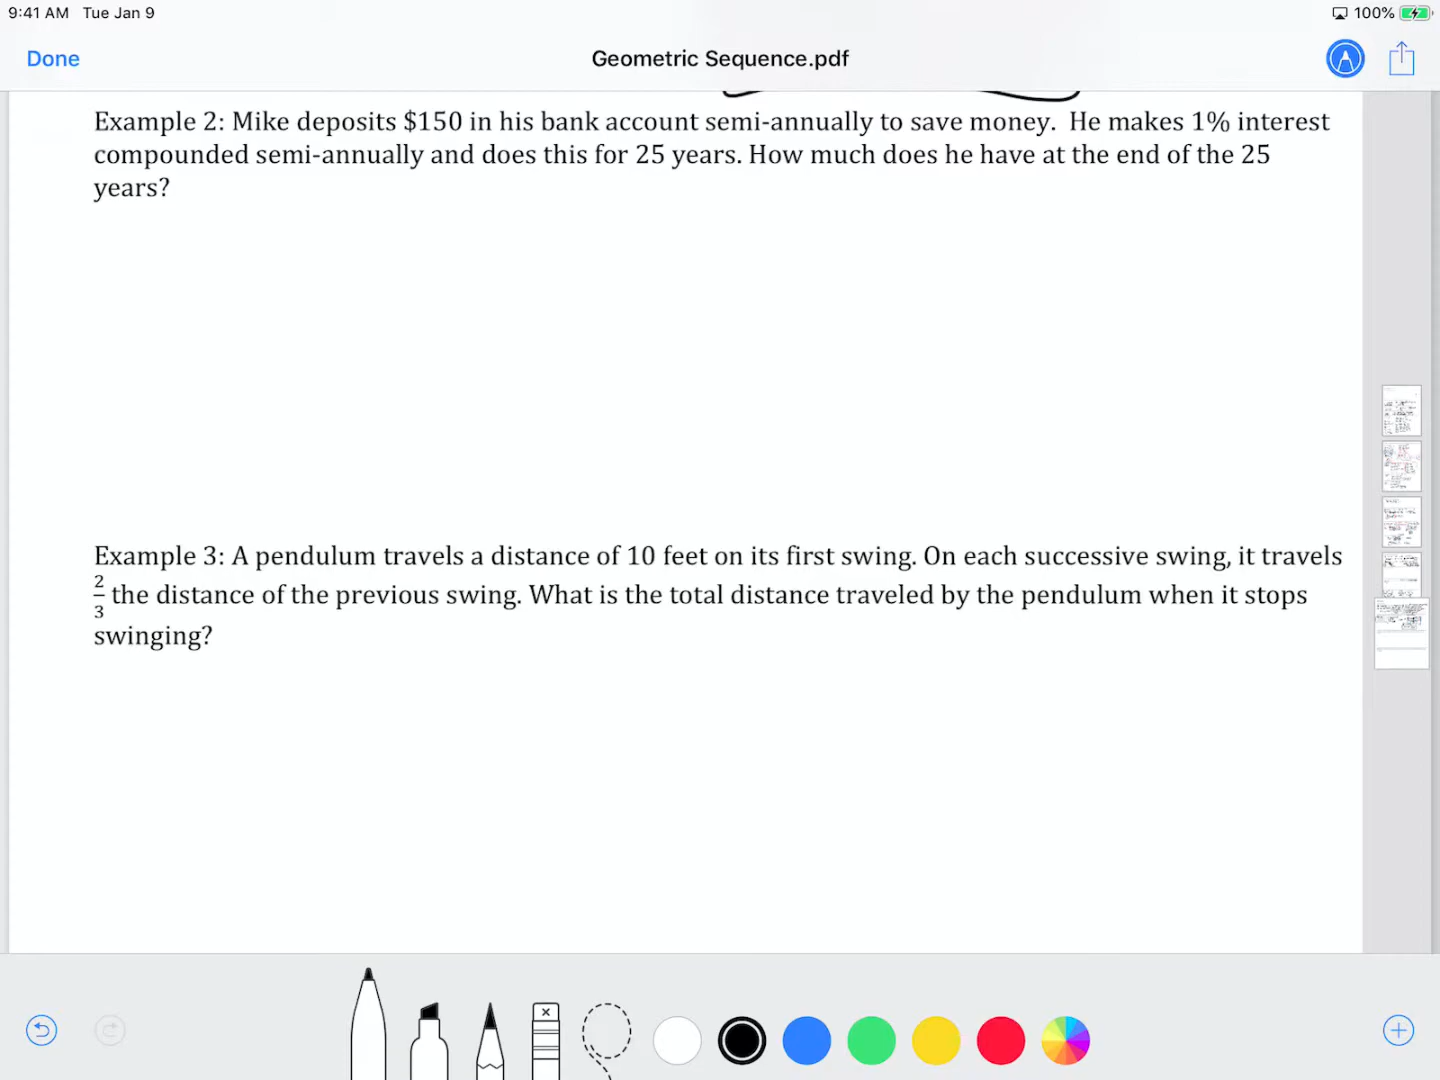 9:41 AM Tue Jan 9
100%
Done
Geometric Sequence.pdf
Example 2: Mike deposits $150 in his bank account semi-annually to save money. He makes 1% interest
compounded semi-annually and does this for 25 years. How much does he have at the end of the 25
years?
Example 3: A pendulum travels a distance of 10 feet on its first swing. On each successive swing, it travels
2/3 the distance of the previous swing. What is the total distance traveled by the pendulum when it stops
swinging?